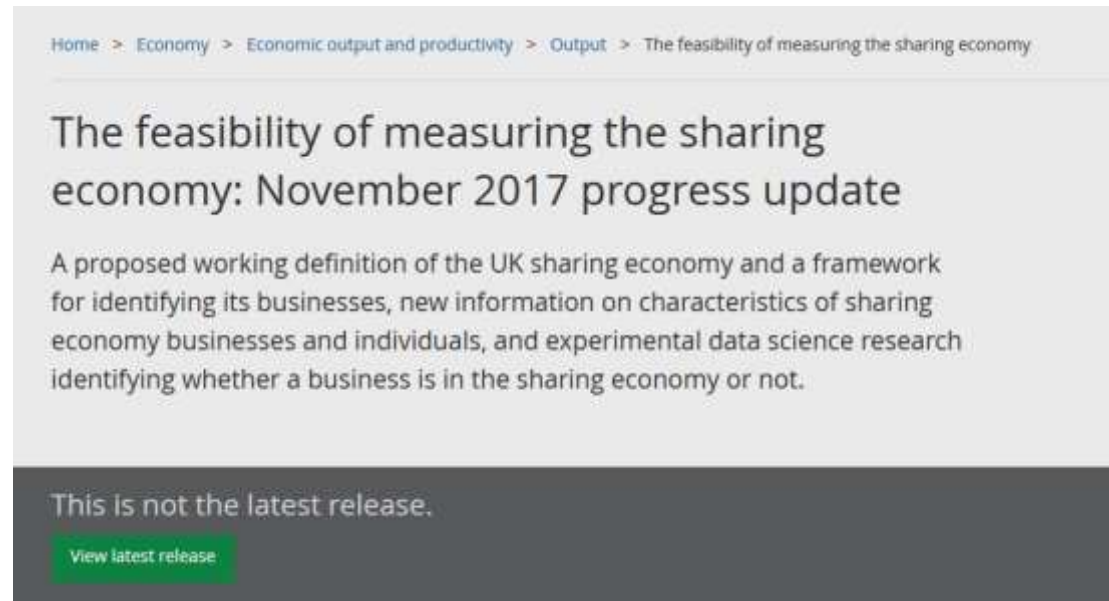 Home > Economy > Economic output and productivity > Output > The feasibility of measuring the sharing economy
The feasibility of measuring the sharing
economy: November 2017 progress update
A proposed working definition of the UK sharing economy and a framework
for identifying its businesses, new information on characteristics of sharing
economy businesses and individuals, and experimental data science research
identifying whether a business is in the sharing economy or not.
This is not the latest release.
View latest release